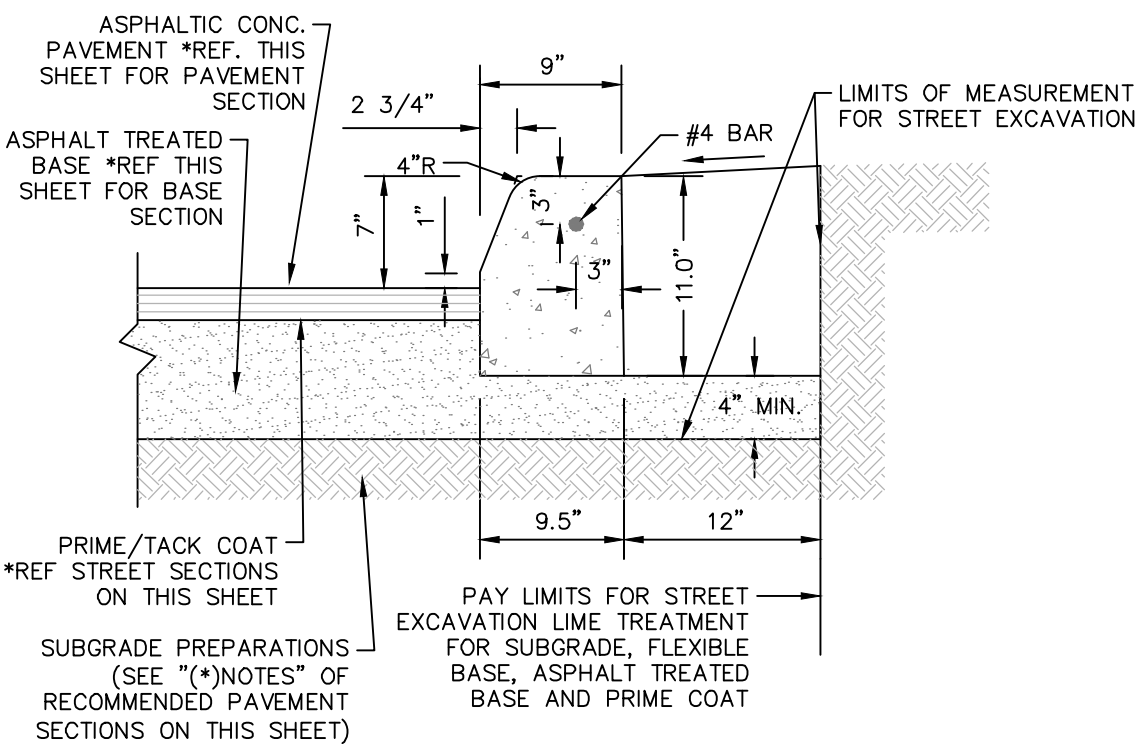 ASPHALTIC CONC.
PAVEMENT *REF. THIS
SHEET FOR PAVEMENT
SECTION
9"
2 3/4"
LIMITS OF MEASUREMENT
FOR STREET EXCAVATION
ASPHALT TREATED
BASE *REF THIS
SHEET FOR BASE
SECTION
#4 BAR
4"R
7"
1"
3"
3"
11.0"
4" MIN.
9.5"
12"
PRIME/TACK COAT
*REF STREET SECTIONS
ON THIS SHEET
PAY LIMITS FOR STREET
EXCAVATION LIME TREATMENT
FOR SUBGRADE, FLEXIBLE
BASE, ASPHALT TREATED
BASE AND PRIME COAT
SUBGRADE PREPARATIONS
(SEE "(*)NOTES" OF
RECOMMENDED PAVEMENT
SECTIONS ON THIS SHEET)